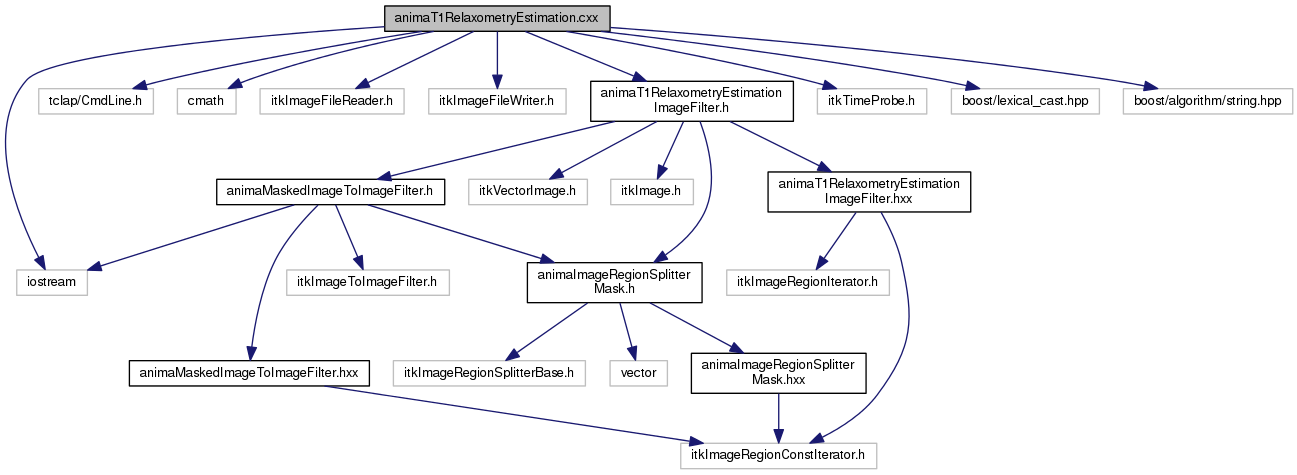 animaT1RelaxometryEstimation.cxx
tclap/CmdLine.h
cmath
itkImageFileReader.h
itkImageFileWriter.h
animaT1RelaxometryEstimation
ImageFilter.h
itkTimeProbe.h
boost/lexical_cast.hpp
boost/algorithm/string.hpp
animaMaskedImageToImageFilter.h
itkVectorImage.h
itkImage.h
animaT1RelaxometryEstimation
ImageFilter.hxx
iostream
itkImageToImageFilter.h
animaImageRegionSplitter
Mask.h
itkImageRegionIterator.h
animaMaskedImageToImageFilter.hxx
itkImageRegionSplitterBase.h
vector
animaImageRegionSplitter
Mask.hxx
itkImageRegionConstIterator.h